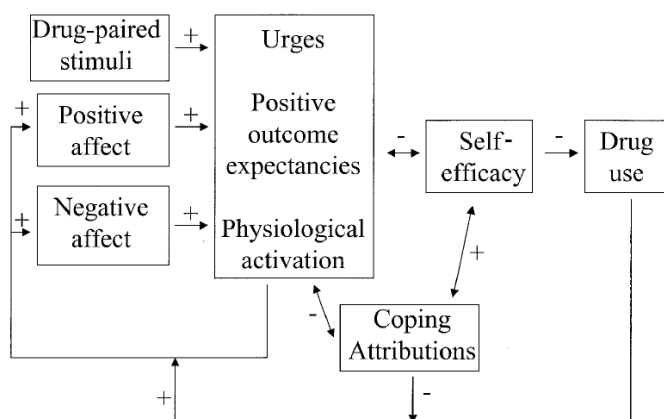 Drug-paired
stimuli
+
Urges
+
Positive
affect
+
Positive
outcome
expectancies
-
Self-
efficacy
-
Drug
use
+
Negative
affect
+
Physiological
activation
+
-
Coping
Attributions
+
-